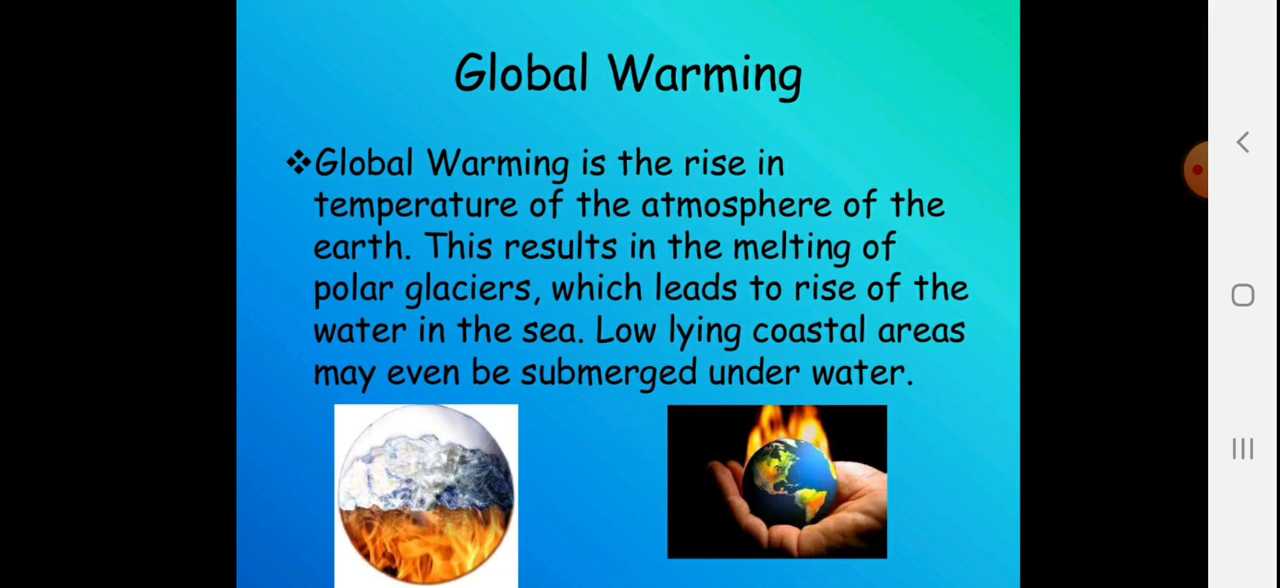 Global Warming
❖Global Warming is the rise in
temperature of the atmosphere of the
earth. This results in the melting of
polar glaciers, which leads to rise of the
water in the sea. Low lying coastal areas
may even be submerged under water.